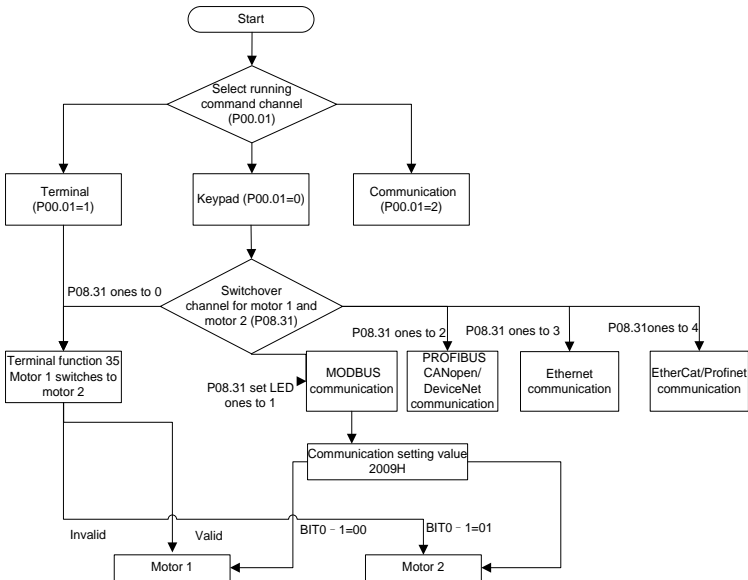 Start
Select running
command channel
(P00.01)
Terminal
(P00.01=1)
Keypad (P00.01=0)
Communication
(P00.01=2)
P08.31 ones to 0
Switchover
channel for motor 1 and
motor 2 (P08.31)
P08.31 ones to 2
P08.31 ones to 3
P08.31ones to 4
Terminal function 35
Motor 1 switches to
motor 2
P08.31 set LED
ones to 1
MODBUS
communication
PROFIBUS
CANopen/
DeviceNet
communication
Ethernet
communication
EtherCat/Profinet
communication
Communication setting value
2009H
Invalid
Valid
BIT0–1=00
BIT0–1=01
Motor 1
Motor 2